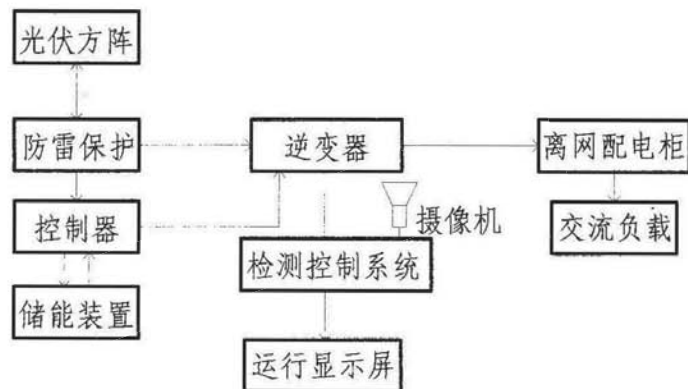 光伏方阵
防雷保护
逆变器
离网配电柜
控制器
摄像机
交流负载
检测控制系统
储能装置
运行显示屏